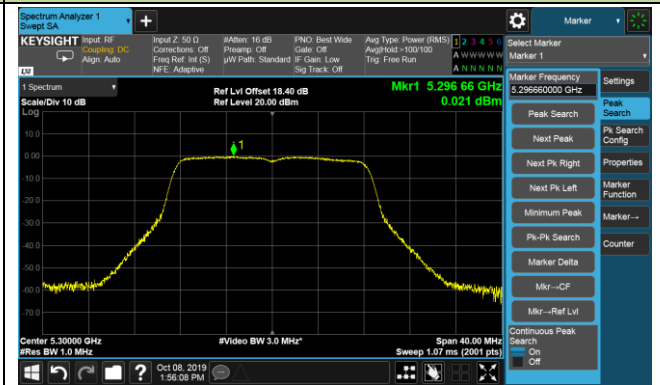 Spectrum Analyzer 1
Swept SA
+
Marker
KEYSIGHT
Input: RF
Coupling: DC
Align: Auto
Input Z: 50 Ω
Corrections: Off
Freq Ref: Int (S)
NFE: Adaptive
#Atten: 16 dB
Preamp: Off
µW Path: Standard
PNO: Best Wide
Gate: Off
IF Gain: Low
Sig Track: Off
Avg Type: Power (RMS)
Avg|Hold:>100/100
Trig: Free Run
1 2 3 4 5 6
A W W W W W
A N N N N N
Select Marker
Marker 1
LXI
1 Spectrum
Scale/Div 10 dB
Log
Ref Lvl Offset 18.40 dB
Ref Level 20.00 dBm
Mkr1 5.296 66 GHz
0.021 dBm
10.0
0.00
-10.0
-20.0
-30.0
-40.0
-50.0
-60.0
-70.0
1
Center 5.30000 GHz
#Res BW 1.0 MHz
#Video BW 3.0 MHz*
Span 40.00 MHz
Sweep 1.07 ms (2001 pts)
Marker Frequency
5.296660000 GHz
Peak Search
Next Peak
Next Pk Right
Next Pk Left
Minimum Peak
Pk-Pk Search
Marker Delta
Mkr→CF
Mkr→Ref Lvl
Continuous Peak
Search
On
Off
Settings
Peak
Search
Pk Search
Config
Properties
Marker
Function
Marker→
Counter
?
Oct 08, 2019
1:56:08 PM